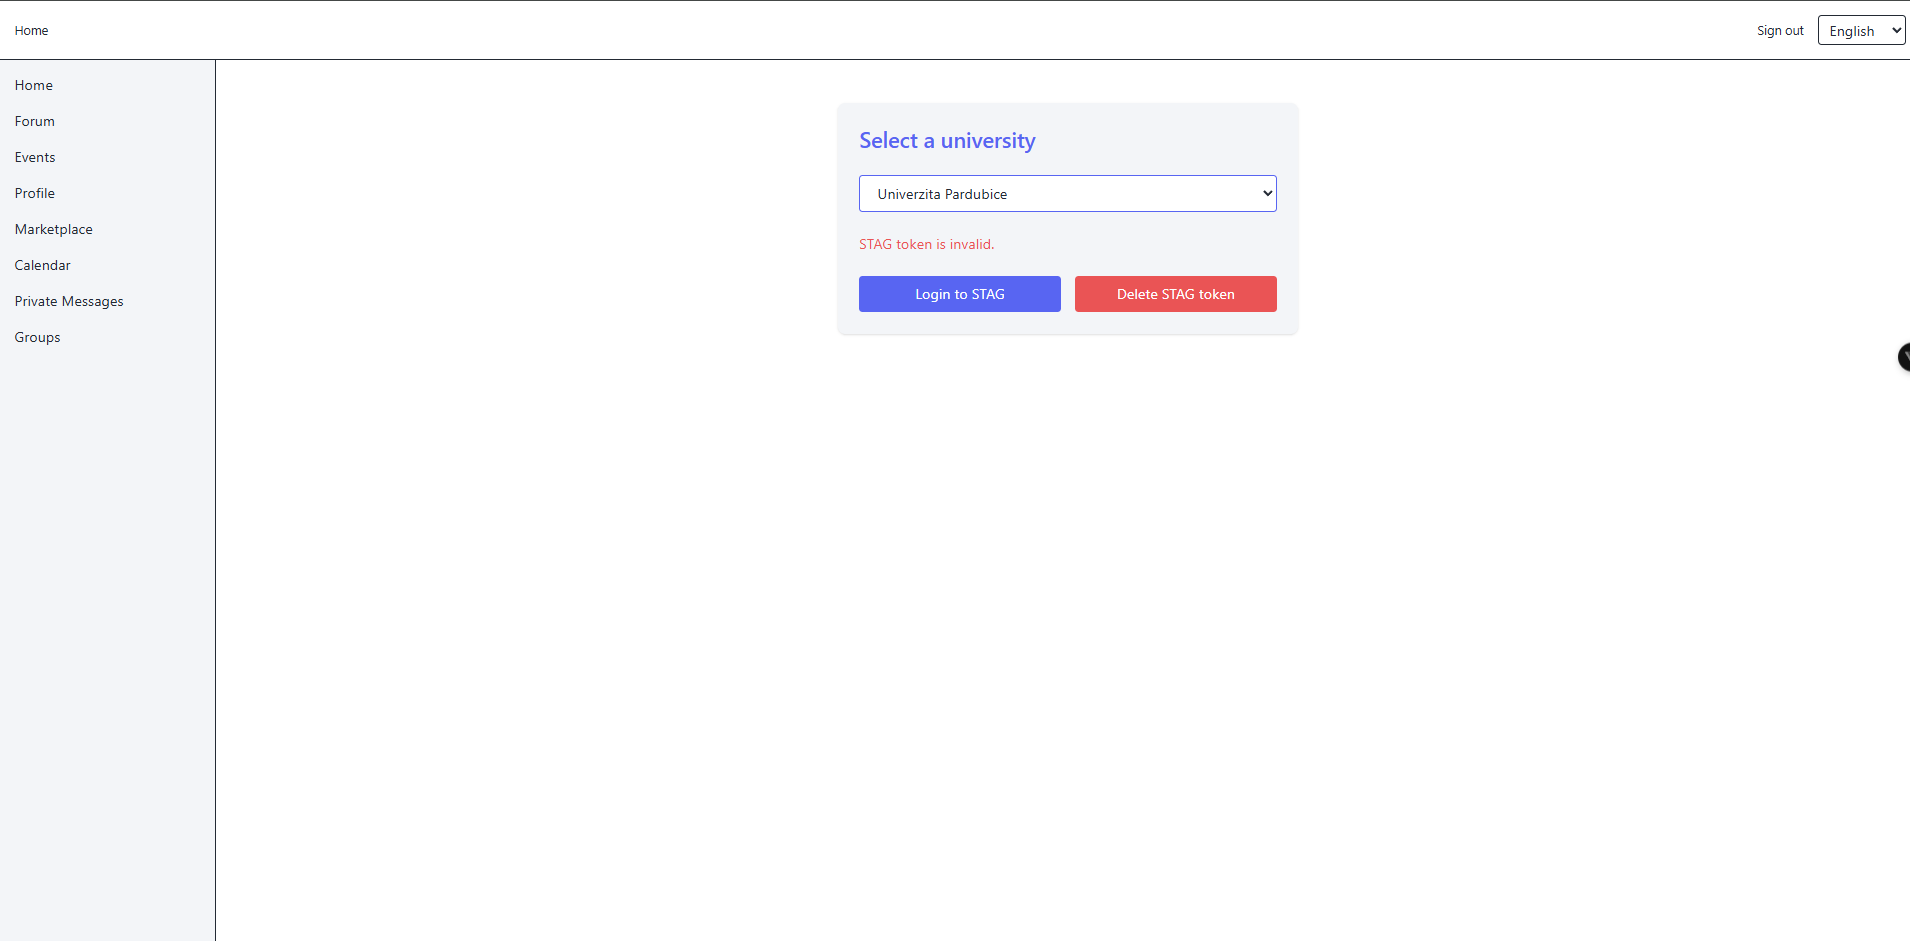 Home
Sign out
English
Home
Forum
Events
Profile
Marketplace
Calendar
Private Messages
Groups
Select a university
Univerzita Pardubice
STAG token is invalid.
Login to STAG
Delete STAG token